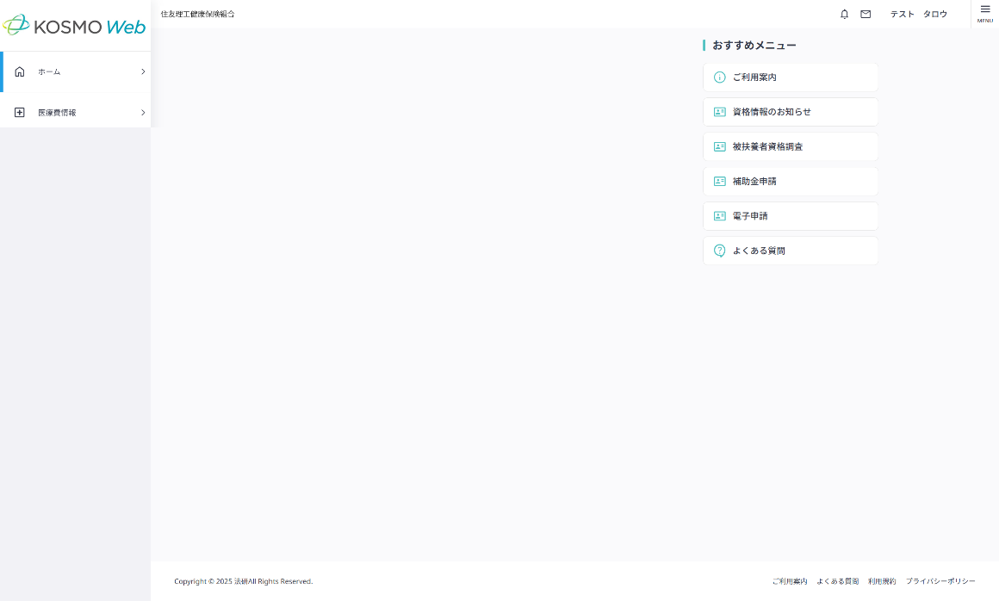 KOSMO Web
住友理工健康保険組合
テスト　タロウ
MENU
ホーム
医療費情報
おすすめメニュー
ご利用案内
資格情報のお知らせ
被扶養者資格調査
補助金申請
電子申請
よくある質問
Copyright © 2025 法研All Rights Reserved.
ご利用案内　よくある質問　利用規約　プライバシーポリシー